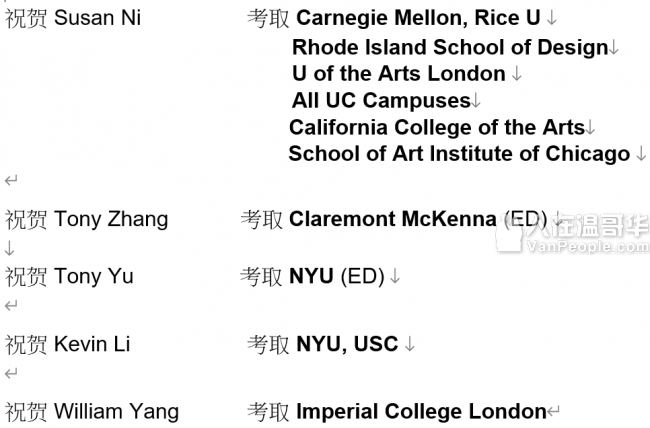 祝贺 Susan Ni 考取 Carnegie Mellon, Rice U ↓
Rhode Island School of Design↓
U of the Arts London ↓
All UC Campuses↓
California College of the Arts↓
School of Art Institute of Chicago ↓
↵
祝贺 Tony Zhang 考取 Claremont McKenna (ED) ↓
↓
祝贺 Tony Yu 考取 NYU (ED) ↓
↵
祝贺 Kevin Li 考取 NYU, USC ↓
↵
祝贺 William Yang 考取 Imperial College London↵
人在温哥华
VanPeople.com